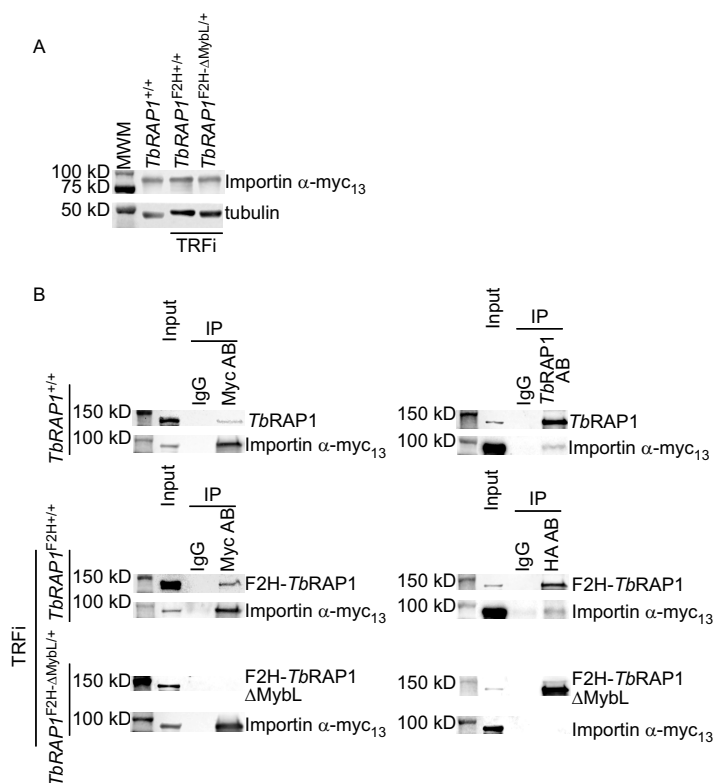 A
MWM
TbRAP1+/+
TbRAP1F2H+/+
TbRAP1F2H-ΔMybL/+
100 kD
75 kD
Importin α-myc13
50 kD
tubulin
TRFi
B
TbRAP1+/+
Input
IP
IgG
Myc AB
150 kD
TbRAP1
100 kD
Importin α-myc13
Input
IP
IgG
TbRAP1
AB
150 kD
TbRAP1
100 kD
Importin α-myc13
TRFi
TbRAP1F2H+/+
Input
IP
IgG
Myc AB
150 kD
F2H-TbRAP1
100 kD
Importin α-myc13
Input
IP
IgG
HA AB
150 kD
F2H-TbRAP1
100 kD
Importin α-myc13
TbRAP1F2H-ΔMybL/+
150 kD
F2H-TbRAP1
ΔMybL
100 kD
Importin α-myc13
150 kD
F2H-TbRAP1
ΔMybL
100 kD
Importin α-myc13